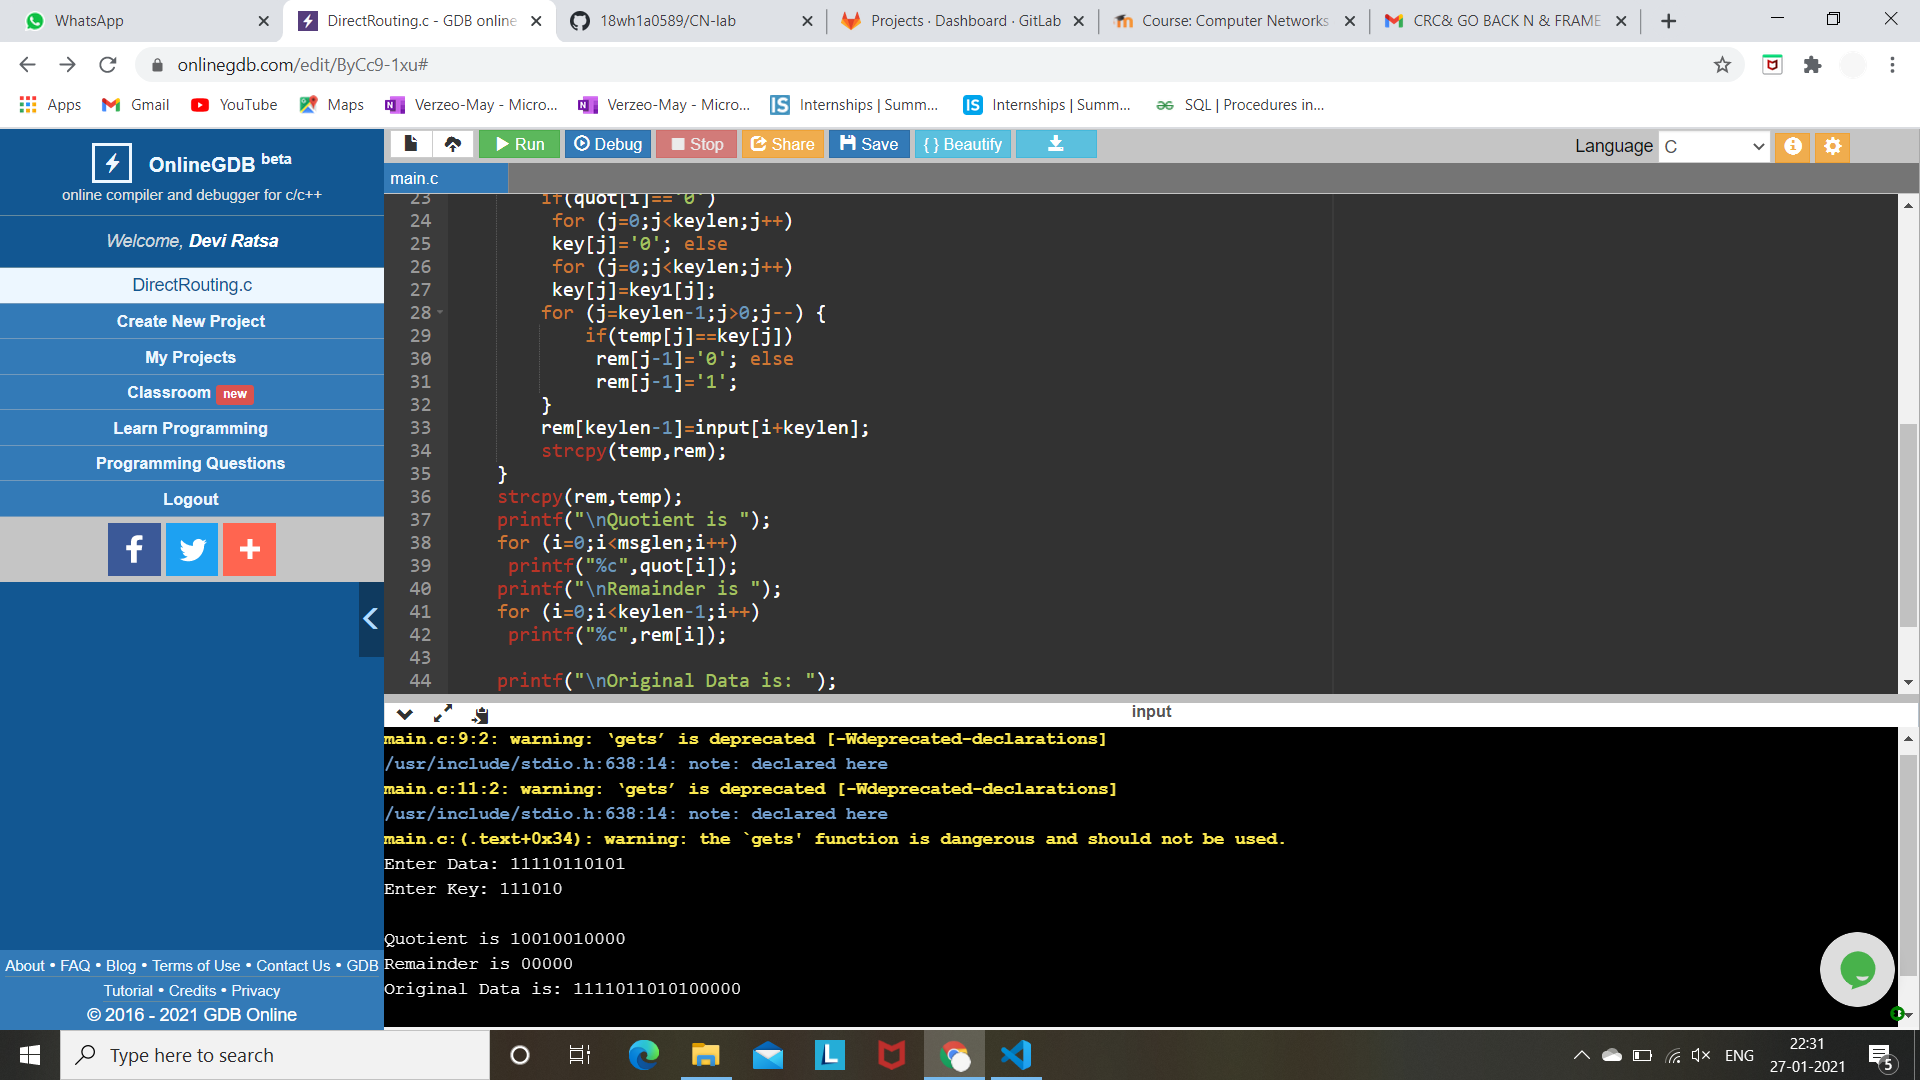 WhatsApp
DirectRouting.c - GDB online
18wh1a0589/CN-lab
Projects · Dashboard · GitLab
Course: Computer Networks
CRC& GO BACK N & FRAME
onlinegdb.com/edit/ByCc9-1xu#
Apps
Gmail
YouTube
Maps
Verzeo-May - Micro...
Verzeo-May - Micro...
Internships | Summ...
Internships | Summ...
SQL | Procedures in...
OnlineGDB beta
online compiler and debugger for c/c++
Welcome, Devi Ratsa
DirectRouting.c
Create New Project
My Projects
Classroom new
Learn Programming
Programming Questions
Logout
About • FAQ • Blog • Terms of Use • Contact Us • GDB
Tutorial • Credits • Privacy
© 2016 - 2021 GDB Online
Run
Debug
Stop
Share
Save
{ } Beautify
Language C
main.c
23 if(quot[i]=='0')
24 for (j=0;j<keylen;j++)
25 key[j]='0'; else
26 for (j=0;j<keylen;j++)
27 key[j]=key1[j];
28 for (j=keylen-1;j>0;j--) {
29 if(temp[j]==key[j])
30 rem[j-1]='0'; else
31 rem[j-1]='1';
32 }
33 rem[keylen-1]=input[i+keylen];
34 strcpy(temp,rem);
35 }
36 strcpy(rem,temp);
37 printf("\nQuotient is ");
38 for (i=0;i<msglen;i++)
39 printf("%c",quot[i]);
40 printf("\nRemainder is ");
41 for (i=0;i<keylen-1;i++)
42 printf("%c",rem[i]);
43
44 printf("\nOriginal Data is: ");
input
main.c:9:2: warning: ‘gets’ is deprecated [-Wdeprecated-declarations]
/usr/include/stdio.h:638:14: note: declared here
main.c:11:2: warning: ‘gets’ is deprecated [-Wdeprecated-declarations]
/usr/include/stdio.h:638:14: note: declared here
main.c:(.text+0x34): warning: the `gets' function is dangerous and should not be used.
Enter Data: 11110110101
Enter Key: 111010
Quotient is 10010010000
Remainder is 00000
Original Data is: 1111011010100000
Type here to search
ENG
22:31
27-01-2021
5